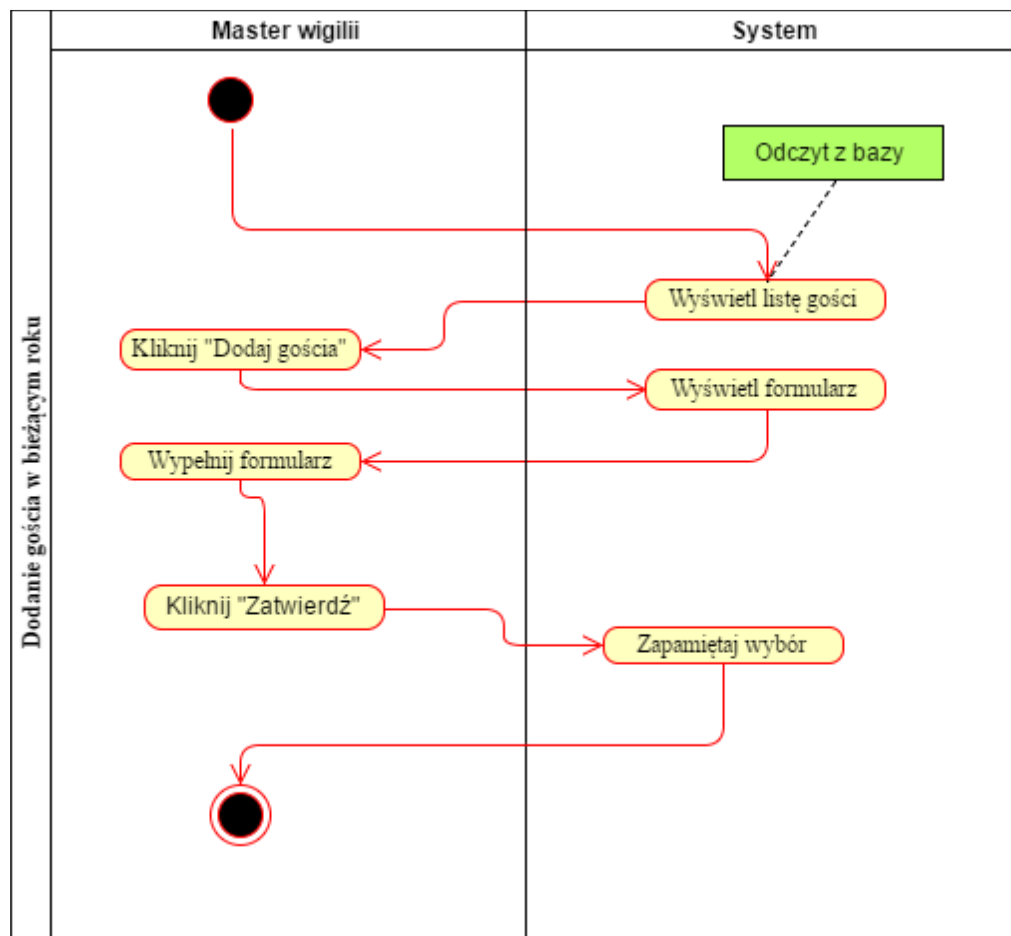 Master wigilii
System
Dodanie gościa w bieżącym roku
Odczyt z bazy
Wyświetl listę gości
Kliknij "Dodaj gościa"
Wyświetl formularz
Wypełnij formularz
Kliknij "Zatwierdź"
Zapamiętaj wybór